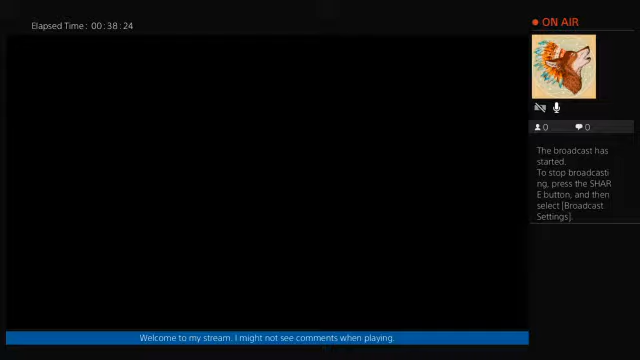 Elapsed Time : 00 : 38 : 24
ON AIR
0 0
The broadcast has
started.
To stop broadcasti
ng, press the SHAR
E button, and then
select [Broadcast
Settings].
Welcome to my stream. I might not see comments when playing.